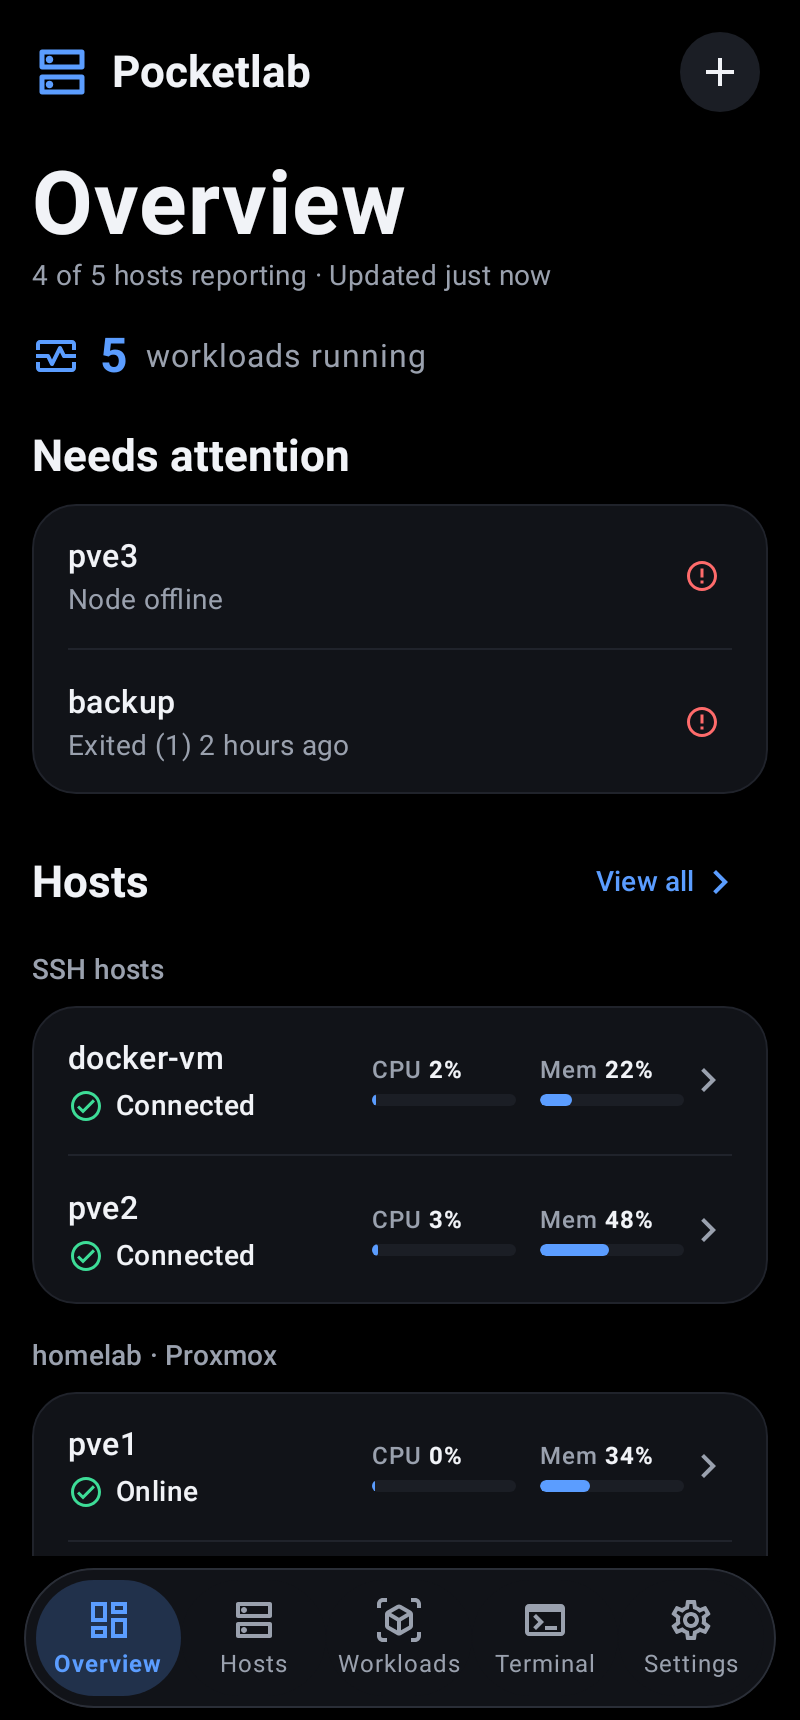 Pocketlab
Overview
4 of 5 hosts reporting · Updated just now
5 workloads running
Needs attention
pve3
Node offline
backup
Exited (1) 2 hours ago
Hosts
View all
SSH hosts
docker-vm
CPU 2%
Mem 22%
Connected
pve2
CPU 3%
Mem 48%
Connected
homelab · Proxmox
pve1
CPU 0%
Mem 34%
Online
Overview
Hosts
Workloads
Terminal
Settings